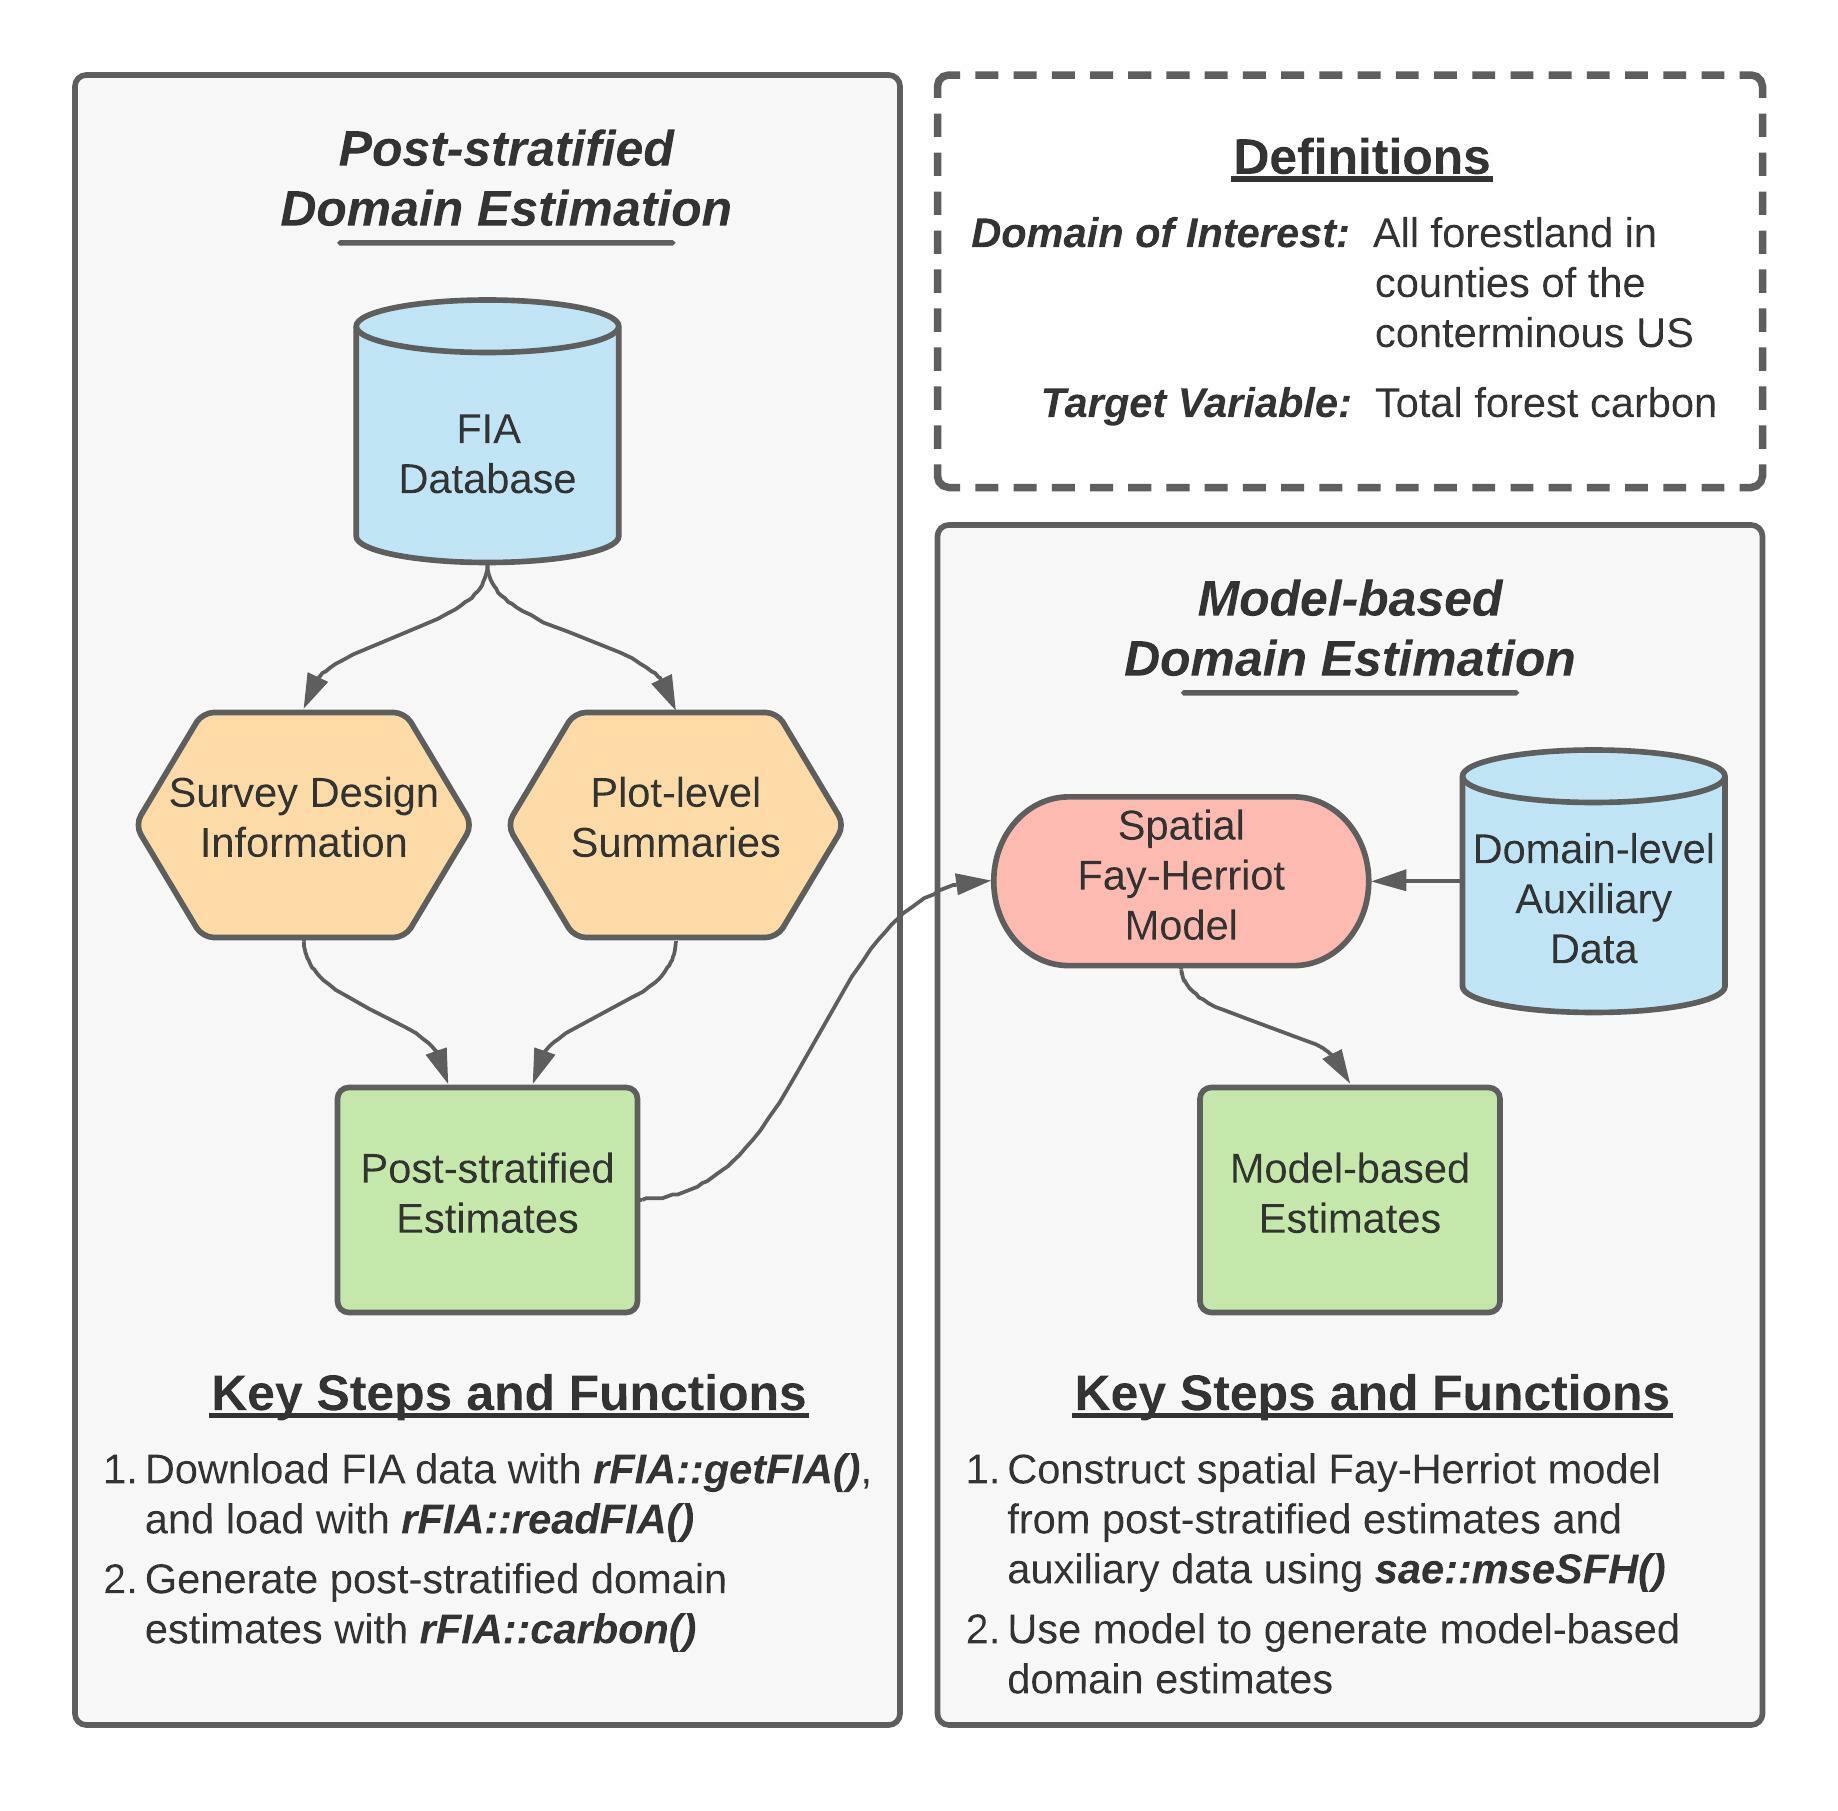 Post-stratified
Domain Estimation
FIA
Database
Survey Design
Information
Plot-level
Summaries
Post-stratified
Estimates
Key Steps and Functions
1. Download FIA data with rFIA::getFIA(),
and load with rFIA::readFIA()
2. Generate post-stratified domain
estimates with rFIA::carbon()
Definitions
Domain of Interest: All forestland in
counties of the
conterminous US
Target Variable: Total forest carbon
Model-based
Domain Estimation
Spatial
Fay-Herriot
Model
Domain-level
Auxiliary
Data
Model-based
Estimates
Key Steps and Functions
1. Construct spatial Fay-Herriot model
from post-stratified estimates and
auxiliary data using sae::mseSFH()
2. Use model to generate model-based
domain estimates